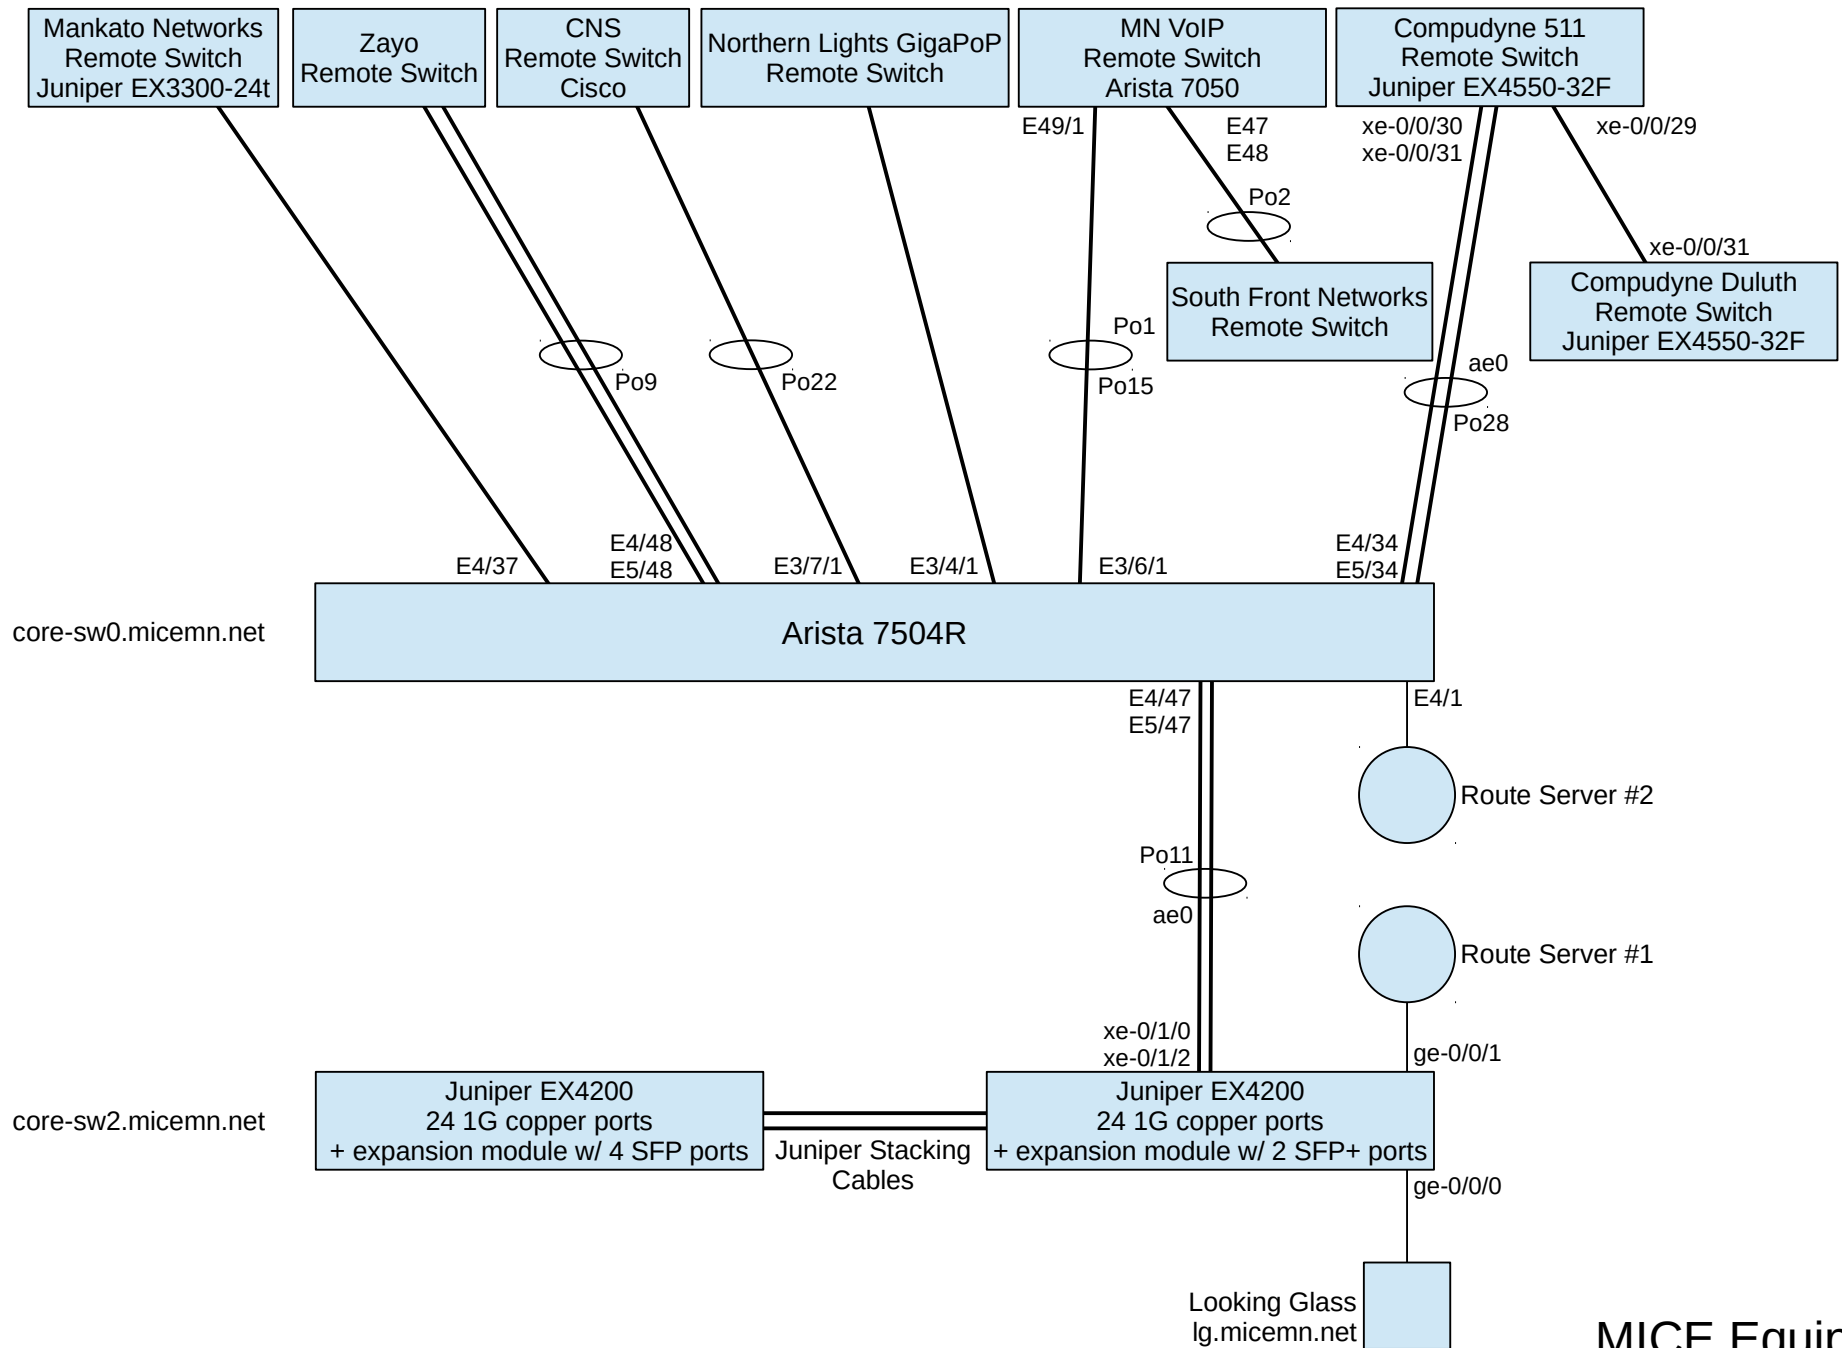 Mankato Networks
Remote Switch
Juniper EX3300-24t
Zayo
Remote Switch
CNS
Remote Switch
Cisco
Northern Lights GigaPoP
Remote Switch
MN VoIP
Remote Switch
Arista 7050
Compudyne 511
Remote Switch
Juniper EX4550-32F
E49/1
E47
E48
xe-0/0/30
xe-0/0/31
xe-0/0/29
Po2
xe-0/0/31
South Front Networks
Remote Switch
Compudyne Duluth
Remote Switch
Juniper EX4550-32F
Po9
Po22
Po1
Po15
ae0
Po28
E4/37
E4/48
E5/48
E3/7/1
E3/4/1
E3/6/1
E4/34
E5/34
core-sw0.micemn.net
Arista 7504R
E4/47
E5/47
E4/1
Route Server #2
Po11
ae0
Route Server #1
xe-0/1/0
xe-0/1/2
ge-0/0/1
core-sw2.micemn.net
Juniper EX4200
24 1G copper ports
+ expansion module w/ 4 SFP ports
Juniper Stacking
Cables
Juniper EX4200
24 1G copper ports
+ expansion module w/ 2 SFP+ ports
ge-0/0/0
Looking Glass
lg.micemn.net
MICE